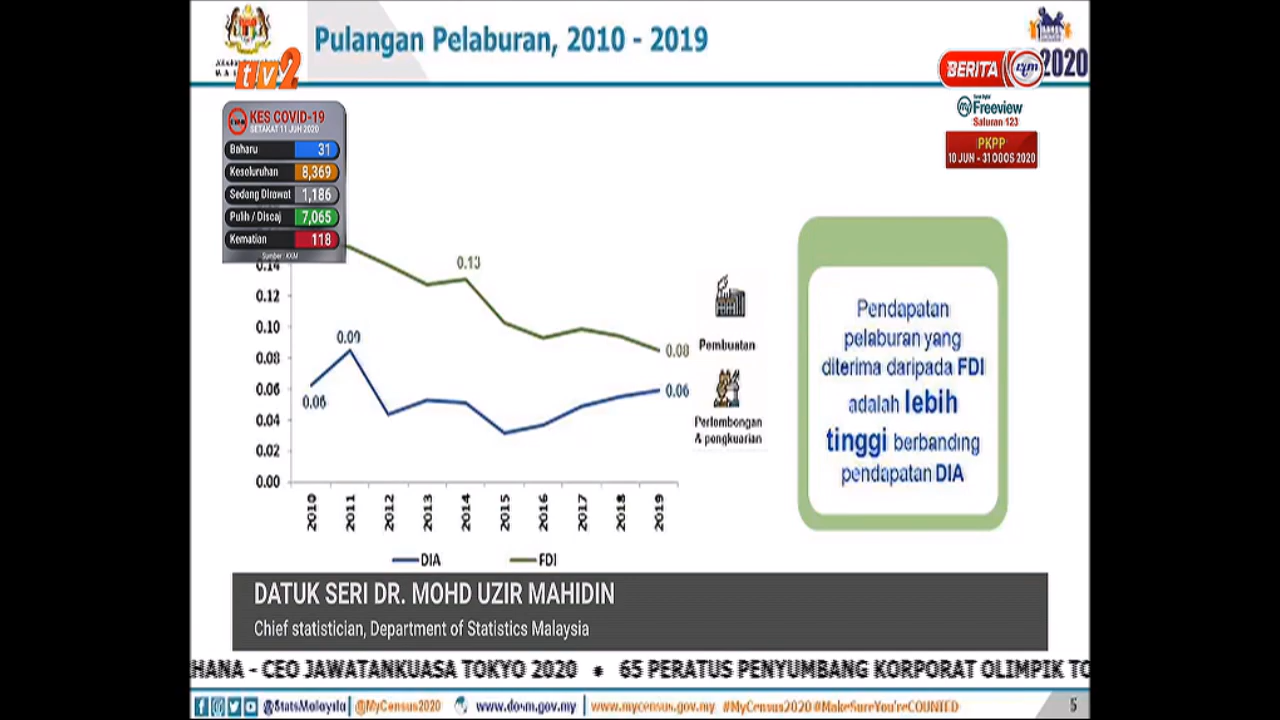 Pulangan Pelaburan, 2010 - 2019
tv2
BERITA
rtm
2020
my Freeview
Saluran 123
PKPP
10 JUN - 31 OGOS 2020
KES COVID-19
SETAKAT 11 JUN 2020
Baharu 31
Keseluruhan 8,369
Sedang Dirawat 1,186
Pulih / Discaj 7,065
Kematian 118
Sumber : KKM
0.14
0.12
0.10
0.08
0.06
0.04
0.02
0.00
0.13
0.09
0.06
0.08
0.06
2010
2011
2012
2013
2014
2015
2016
2017
2018
2019
DIA
FDI
Pembuatan
Perlombongan
& pengkuarian
Pendapatan
pelaburan yang
diterima daripada FDI
adalah lebih
tinggi berbanding
pendapatan DIA
DATUK SERI DR. MOHD UZIR MAHIDIN
Chief statistician, Department of Statistics Malaysia
HANA - CEO JAWATANKUASA TOKYO 2020 • 65 PERATUS PENYUMBANG KORPORAT OLIMPIK TO
@StatsMalaysia @MyCensus2020 www.dosm.gov.my www.mycensus.gov.my #MyCensus2020 #MakeSureYou'reCOUNTED 5